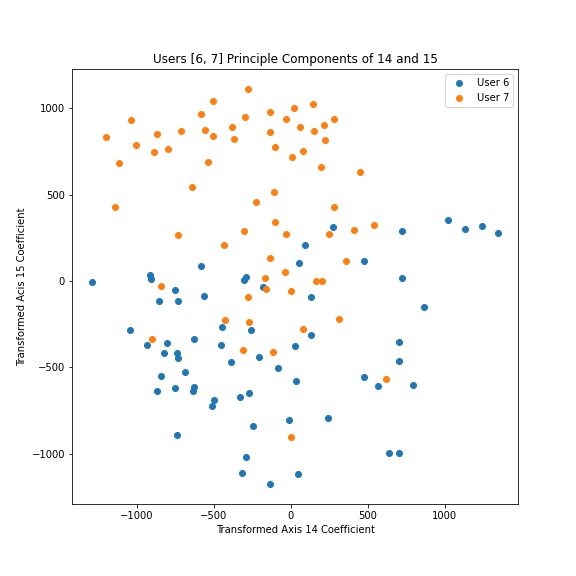 Users [6, 7] Principle Components of 14 and 15
User 6
User 7
Transformed Acis 15 Coefficient
1000
500
0
−500
−1000
−1000
−500
0
500
1000
Transformed Axis 14 Coefficient